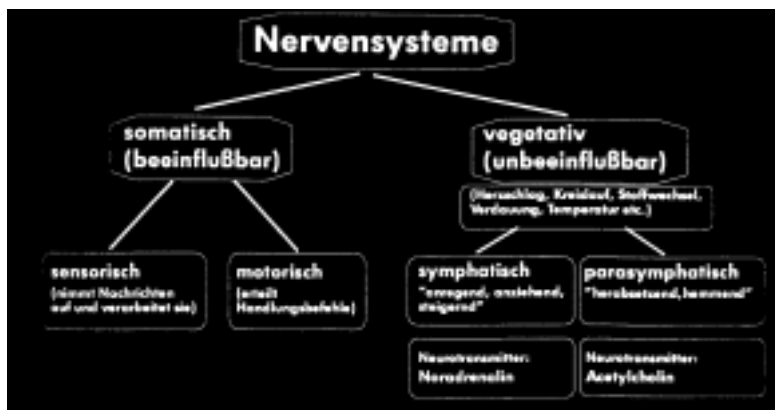 Nervensysteme
somatisch
(beeinflußbar)
vegetativ
(unbeeinflußbar)
(Herzschlag, Kreislauf, Stoffwechsel,
Verdauung, Temperatur etc.)
sensorisch
(nimmt Nachrichten
auf und verarbeitet sie)
motorisch
(erteilt
Handlungsbefehle)
symphatisch
"anregend, anziehend,
steigernd"
parasymphatisch
"herabsetzend, hemmend"
Neurotransmitter:
Noradrenalin
Neurotransmitter:
Acetylcholin